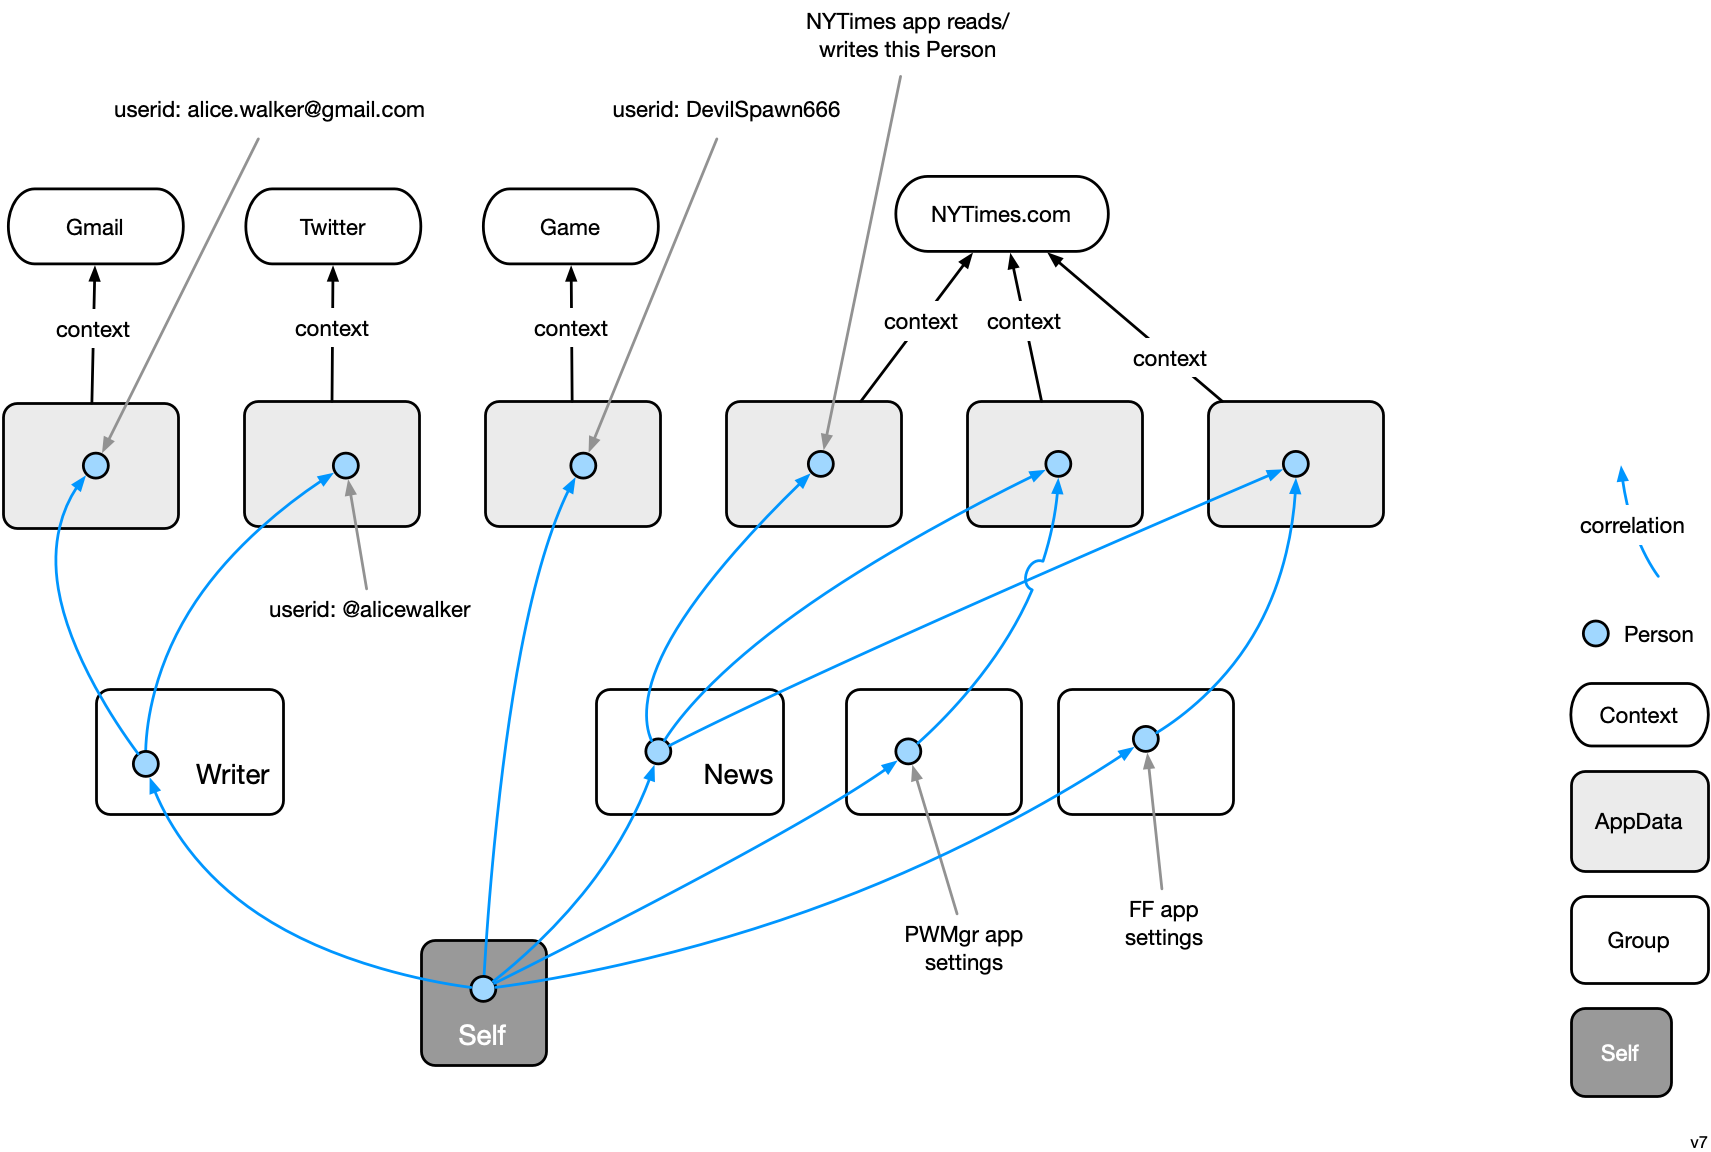 NYTimes app reads/
writes this Person
userid: alice.walker@gmail.com
userid: DevilSpawn666
Gmail
Twitter
Game
NYTimes.com
context
context
context
context
context
context
userid: @alicewalker
correlation
Person
Context
AppData
Group
Self
Writer
News
PWMgr app
settings
FF app
settings
Self
v7